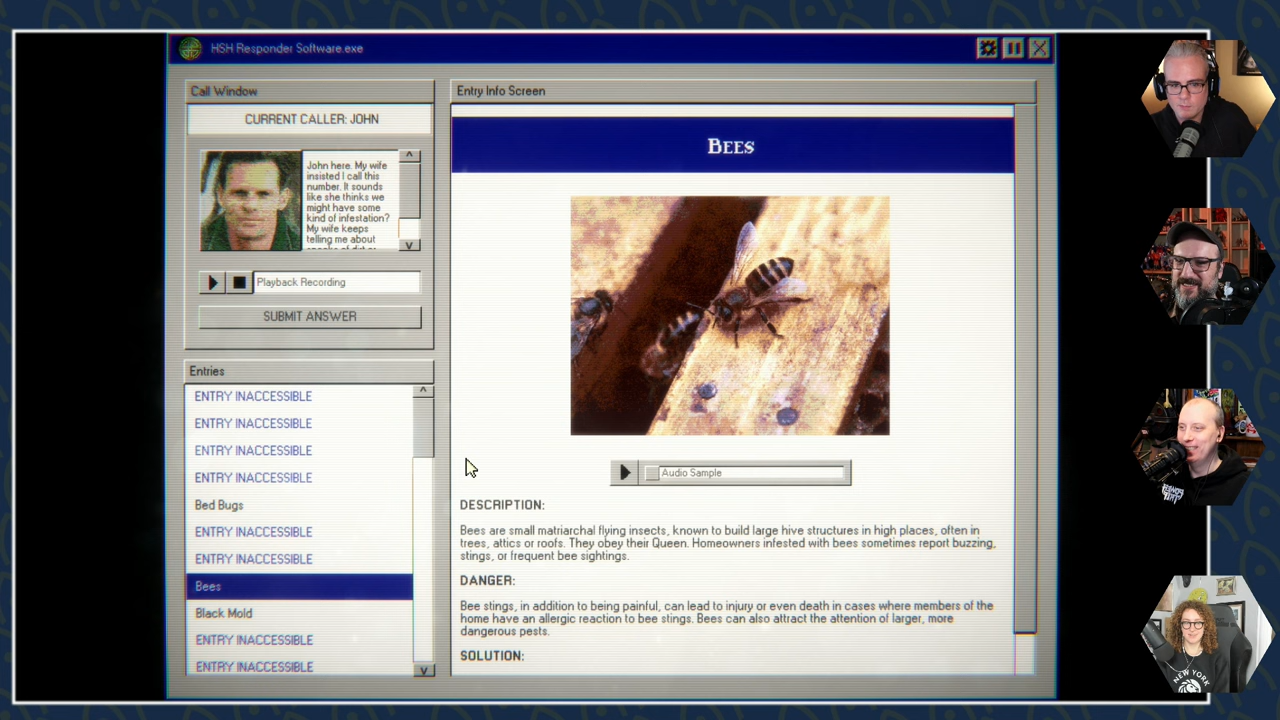 HSH Responder Software.exe
Call Window
CURRENT CALLER: JOHN
John here. My wife
insisted I call this
number. It sounds
like she thinks we
might have some
kind of infestation?
My wife keeps
telling me about
Playback Recording
SUBMIT ANSWER
Entries
ENTRY INACCESSIBLE
ENTRY INACCESSIBLE
ENTRY INACCESSIBLE
ENTRY INACCESSIBLE
Bed Bugs
ENTRY INACCESSIBLE
ENTRY INACCESSIBLE
Bees
Black Mold
ENTRY INACCESSIBLE
ENTRY INACCESSIBLE
Entry Info Screen
Bees
Audio Sample
DESCRIPTION:
Bees are small matriarchal flying insects, known to build large hive structures in high places, often in
trees, attics or roofs. They obey their Queen. Homeowners infested with bees sometimes report buzzing,
stings, or frequent bee sightings.
DANGER:
Bee stings, in addition to being painful, can lead to injury or even death in cases where members of the
home have an allergic reaction to bee stings. Bees can also attract the attention of larger, more
dangerous pests.
SOLUTION:
NEW YORK